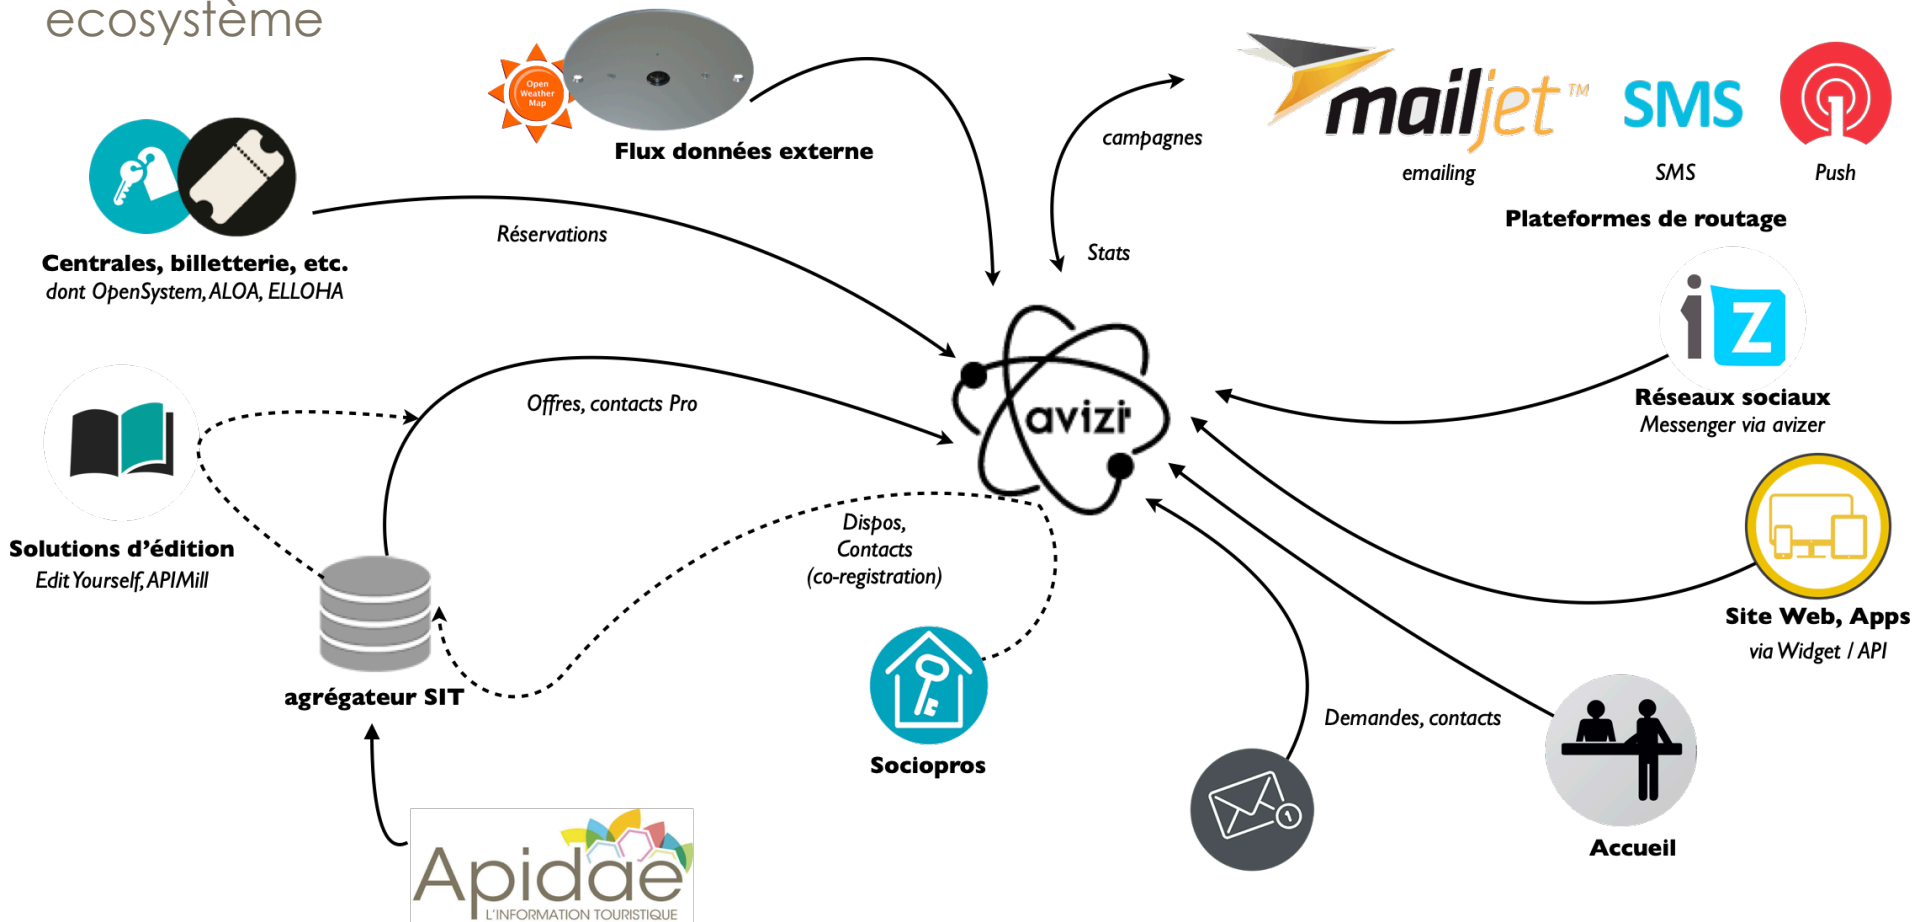 ecosystème
Open
Weather
Map
Flux données externe
campagnes
mailjet™
SMS
emailing
SMS
Push
Plateformes de routage
Réservations
Stats
Centrales, billetterie, etc.
dont OpenSystem, ALOA, ELLOHA
iz
Réseaux sociaux
Messenger via avizer
Offres, contacts Pro
avizi
Solutions d'édition
Edit Yourself, APIMill
Dispos,
Contacts
(co-registration)
Site Web, Apps
via Widget / API
agrégateur SIT
Sociopros
Demandes, contacts
1
Accueil
Apidae
L'INFORMATION TOURISTIQUE